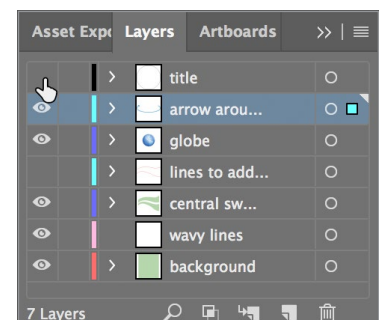 Asset Expo Layers Artboards
title
arrow arou...
globe
lines to add...
central sw...
wavy lines
background
7 Layers